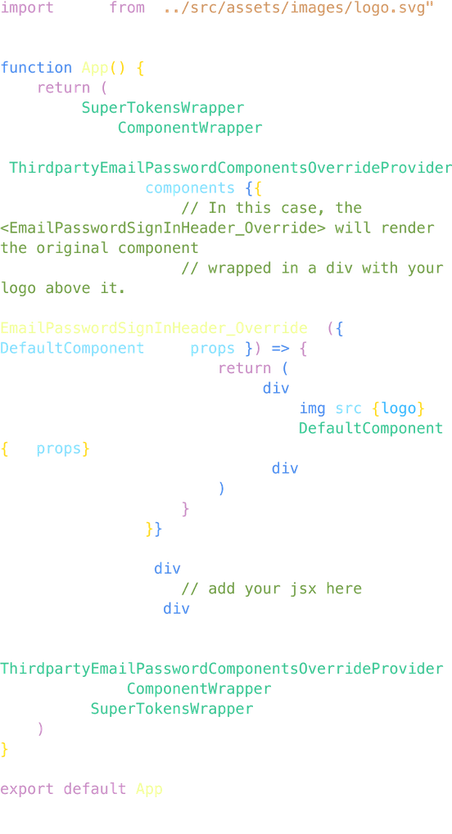 import from ../src/assets/images/logo.svg"
function App() {
return (
SuperTokensWrapper
ComponentWrapper
ThirdpartyEmailPasswordComponentsOverrideProvider
components {{
// In this case, the
<EmailPasswordSignInHeader_Override> will render
the original component
// wrapped in a div with your
logo above it.
EmailPasswordSignInHeader_Override ({
DefaultComponent props }) => {
return (
div
img src {logo}
DefaultComponent
{ props}
div
)
}
}}
div
// add your jsx here
div
ThirdpartyEmailPasswordComponentsOverrideProvider
ComponentWrapper
SuperTokensWrapper
)
}
export default App